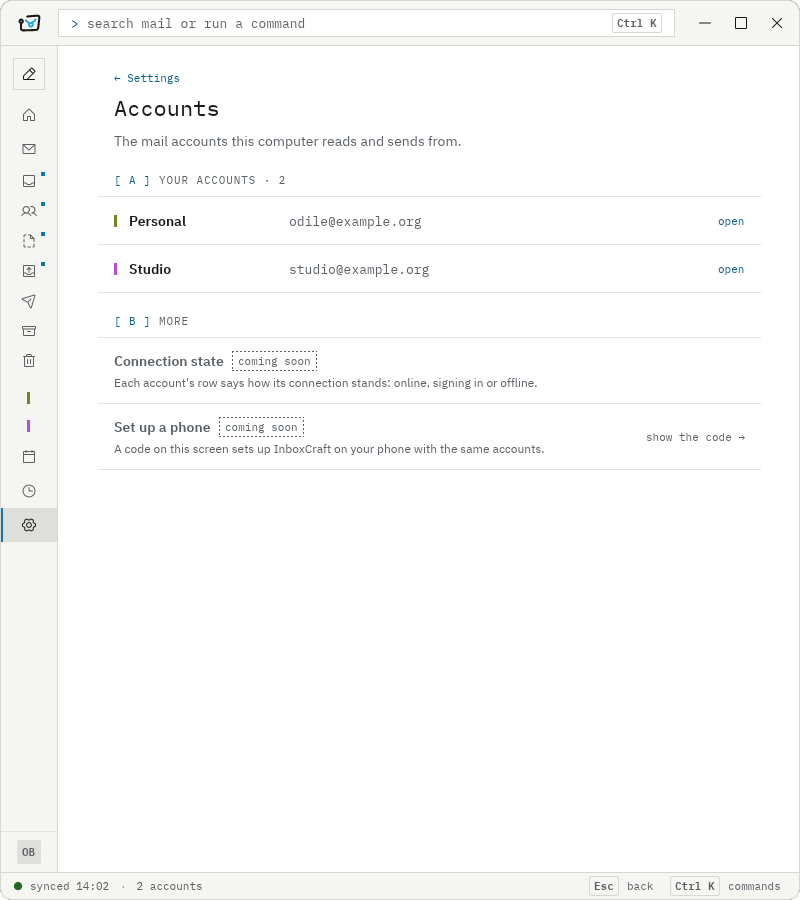 > search mail or run a command Ctrl K
← Settings
Accounts
The mail accounts this computer reads and sends from.
[ A ] YOUR ACCOUNTS · 2
Personal odile@example.org open
Studio studio@example.org open
[ B ] MORE
Connection state coming soon
Each account's row says how its connection stands: online, signing in or offline.
Set up a phone coming soon
A code on this screen sets up InboxCraft on your phone with the same accounts.
show the code →
OB
synced 14:02 · 2 accounts Esc back Ctrl K commands